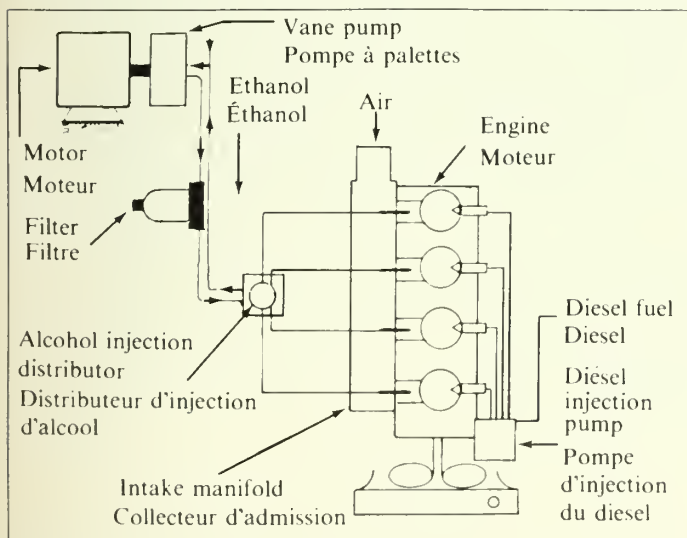 Vane pump
Pompe à palettes
Ethanol
Éthanol
Air
Engine
Moteur
Motor
Moteur
Filter
Filtre
Alcohol injection
distributor
Distributeur d'injection
d'alcool
Diesel fuel
Diesel
Diesel
injection
pump
Pompe
d'injection
du diesel
Intake manifold
Collecteur d'admission